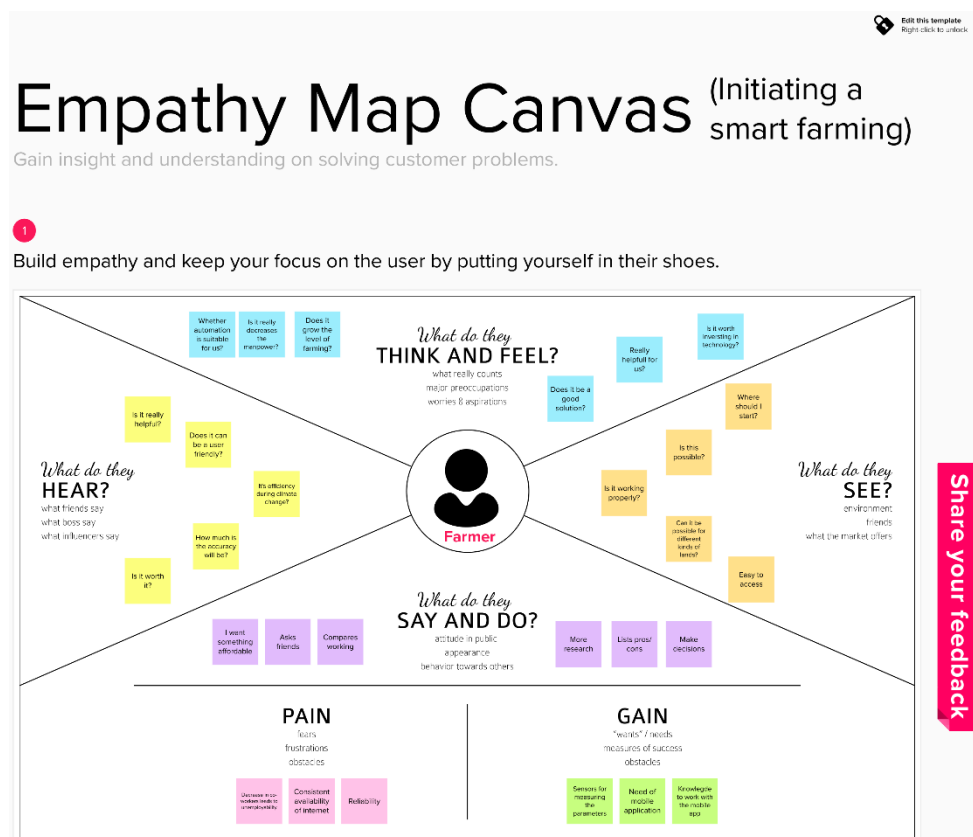 Edit this template
Right-click to unlock
Empathy Map Canvas
(Initiating a
smart farming)
Gain insight and understanding on solving customer problems.
1
Build empathy and keep your focus on the user by putting yourself in their shoes.
Whether
automation
is suitable
for us?
Is it really
decreases
the
manpower?
Does it
grow the
level of
farming?
What do they
THINK AND FEEL?
what really counts
major preoccupations
worries & aspirations
Does it be a
good
solution?
Really
helpful for
us?
Is it worth
inversting in
technology?
What do they
HEAR?
what friends say
what boss say
what influencers say
Is it really
helpful?
Does it can
be a user
friendly?
It's efficiency
during climate
change?
How much is
the accuracy
will be?
Is it worth
it?
Farmer
Where
should I
start?
Is this
possible?
Is it working
properly?
Can it be
possible for
different
kinds of
lands?
Easy to
access
What do they
SEE?
environment
friends
what the market offers
What do they
SAY AND DO?
attitude in public
appearance
behavior towards others
I want
something
affordable
Asks
friends
Compares
working
More
research
Lists pros/
cons
Make
decisions
PAIN
fears
frustrations
obstacles
Decrease in co-
workers leads to
unemployability
Consistent
availability
of internet
Reliability
GAIN
"wants" / needs
measures of success
obstacles
Sensors for
measuring
the
parameters
Need of
mobile
application
Knowlegde
to work with
the mobile
app
Share your feedback